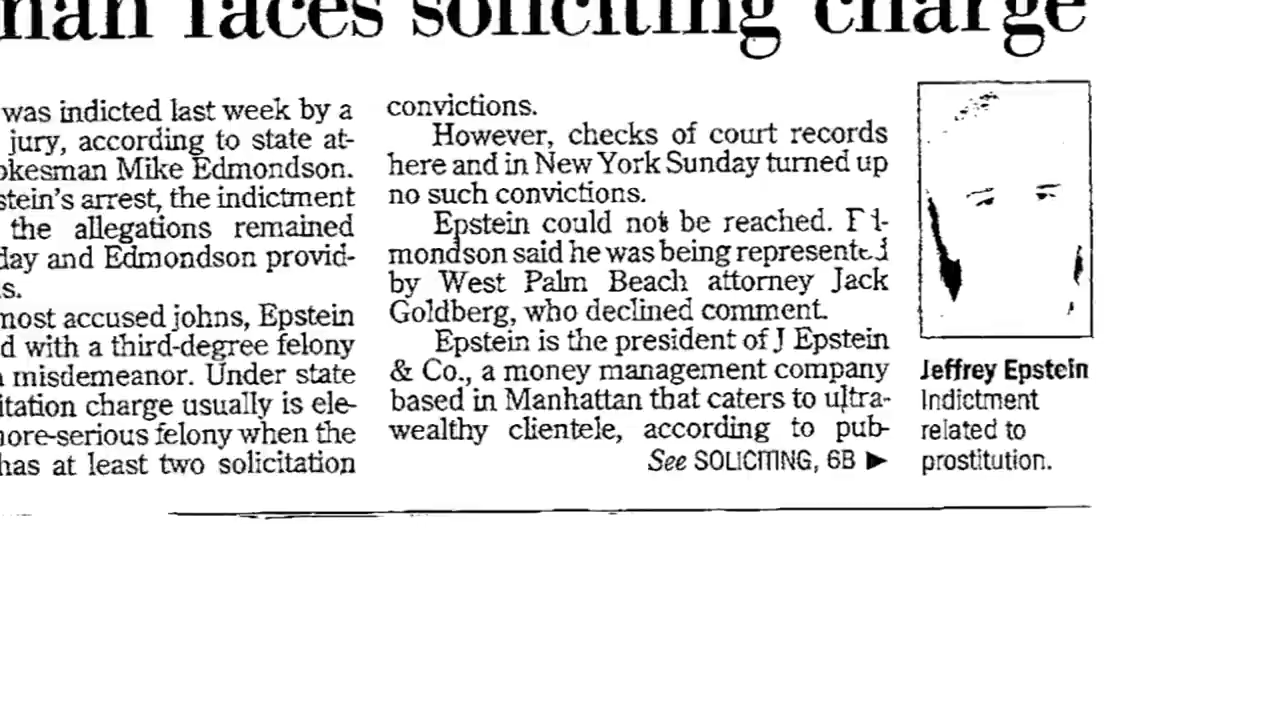 man faces soliciting charge
was indicted last week by a
jury, according to state at-
okesman Mike Edmondson.
stein's arrest, the indictment
the allegations remained
day and Edmondson provid-
s.
most accused johns, Epstein
d with a third-degree felony
misdemeanor. Under state
itation charge usually is ele-
ore-serious felony when the
has at least two solicitation
convictions.
However, checks of court records
here and in New York Sunday turned up
no such convictions.
Epstein could not be reached.
mondson said he was being represented
by West Palm Beach attorney Jack
Goldberg, who declined comment.
Epstein is the president of J Epstein
& Co., a money management company
based in Manhattan that caters to ultra-
wealthy clientele, according to pub-
See SOLICITING, 6B ▶
Jeffrey Epstein
Indictment
related to
prostitution.